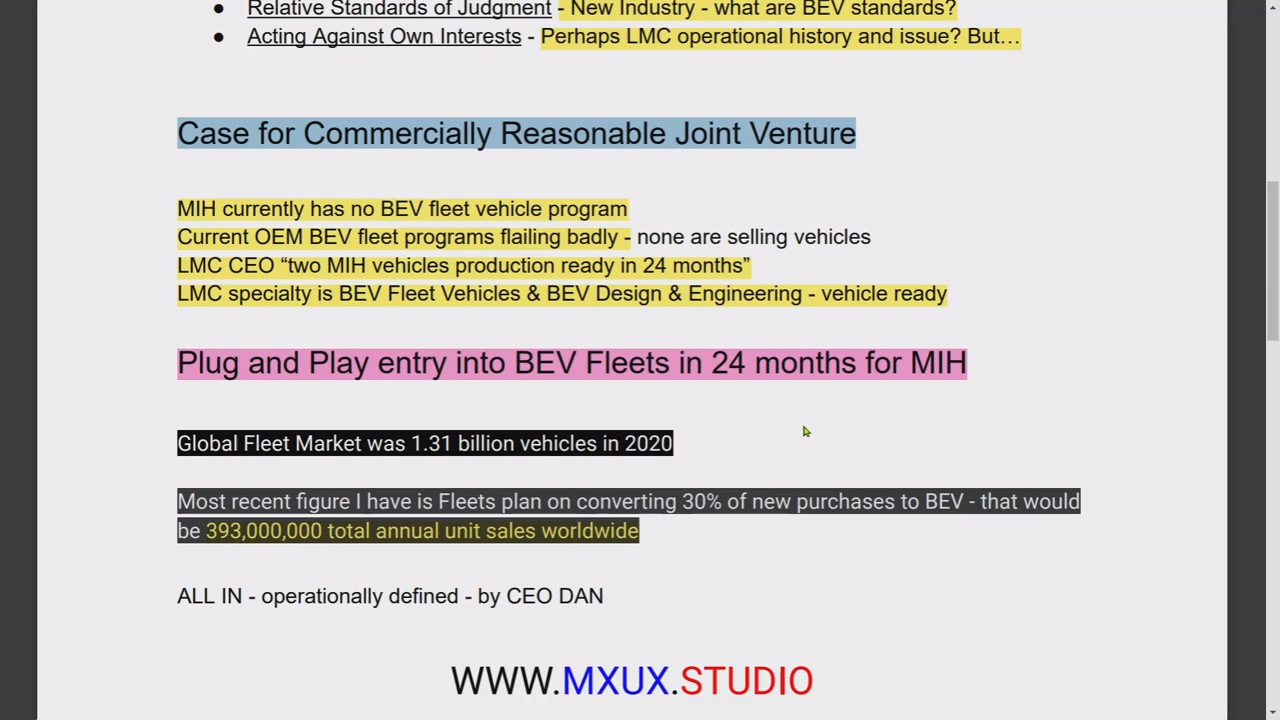 ● Relative Standards of Judgment - New Industry - what are BEV standards?
● Acting Against Own Interests - Perhaps LMC operational history and issue? But…
Case for Commercially Reasonable Joint Venture
MIH currently has no BEV fleet vehicle program
Current OEM BEV fleet programs flailing badly - none are selling vehicles
LMC CEO “two MIH vehicles production ready in 24 months”
LMC specialty is BEV Fleet Vehicles & BEV Design & Engineering - vehicle ready
Plug and Play entry into BEV Fleets in 24 months for MIH
Global Fleet Market was 1.31 billion vehicles in 2020
Most recent figure I have is Fleets plan on converting 30% of new purchases to BEV - that would
be 393,000,000 total annual unit sales worldwide
ALL IN - operationally defined - by CEO DAN
WWW.MXUX.STUDIO